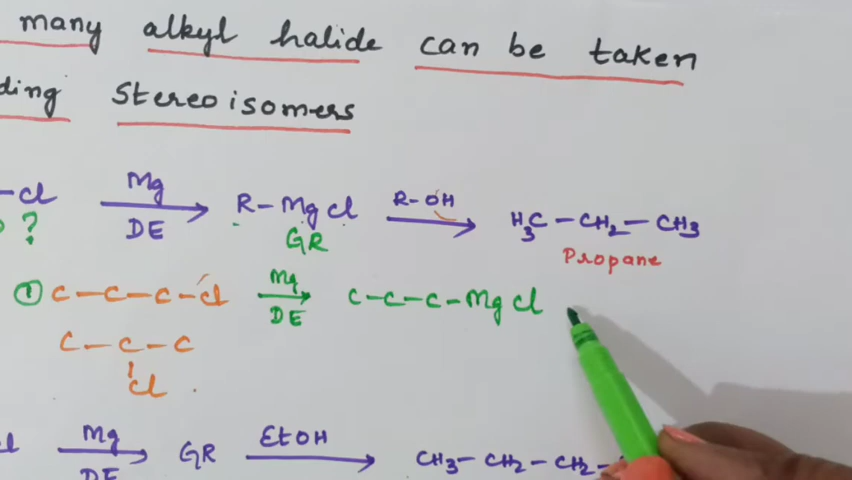 many alkyl halide can be taken
ding Stereoisomers
-Cl Mg DE R-MgCl R-OH H3C-CH2-CH3
? GR Propane
① C-C-C-Cl Mg DE C-C-C-MgCl
C-C-C
Cl
Mg DE GR EtOH CH3-CH2-CH2-